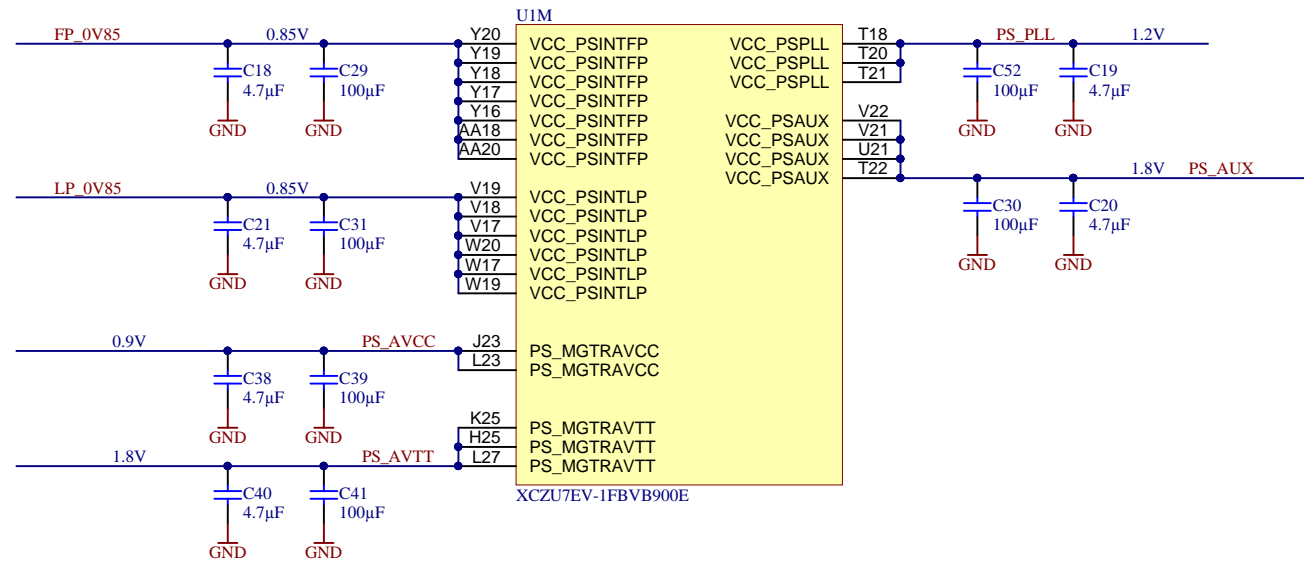 U1M
FP_0V85
0.85V
C18
4.7µF
GND
C29
100µF
GND
Y20
VCC_PSINTFP
Y19
VCC_PSINTFP
Y18
VCC_PSINTFP
Y17
VCC_PSINTFP
Y16
VCC_PSINTFP
AA18
VCC_PSINTFP
AA20
VCC_PSINTFP
LP_0V85
0.85V
C21
4.7µF
GND
C31
100µF
GND
V19
VCC_PSINTLP
V18
VCC_PSINTLP
V17
VCC_PSINTLP
W20
VCC_PSINTLP
W17
VCC_PSINTLP
W19
VCC_PSINTLP
0.9V
PS_AVCC
C38
4.7µF
GND
C39
100µF
GND
J23
PS_MGTRAVCC
L23
PS_MGTRAVCC
1.8V
PS_AVTT
C40
4.7µF
GND
C41
100µF
GND
K25
PS_MGTRAVTT
H25
PS_MGTRAVTT
L27
PS_MGTRAVTT
VCC_PSPLL
T18
VCC_PSPLL
T20
VCC_PSPLL
T21
PS_PLL
1.2V
C52
100µF
GND
C19
4.7µF
GND
VCC_PSAUX
V22
VCC_PSAUX
V21
VCC_PSAUX
U21
VCC_PSAUX
T22
1.8V
PS_AUX
C30
100µF
GND
C20
4.7µF
GND
XCZU7EV-1FBVB900E